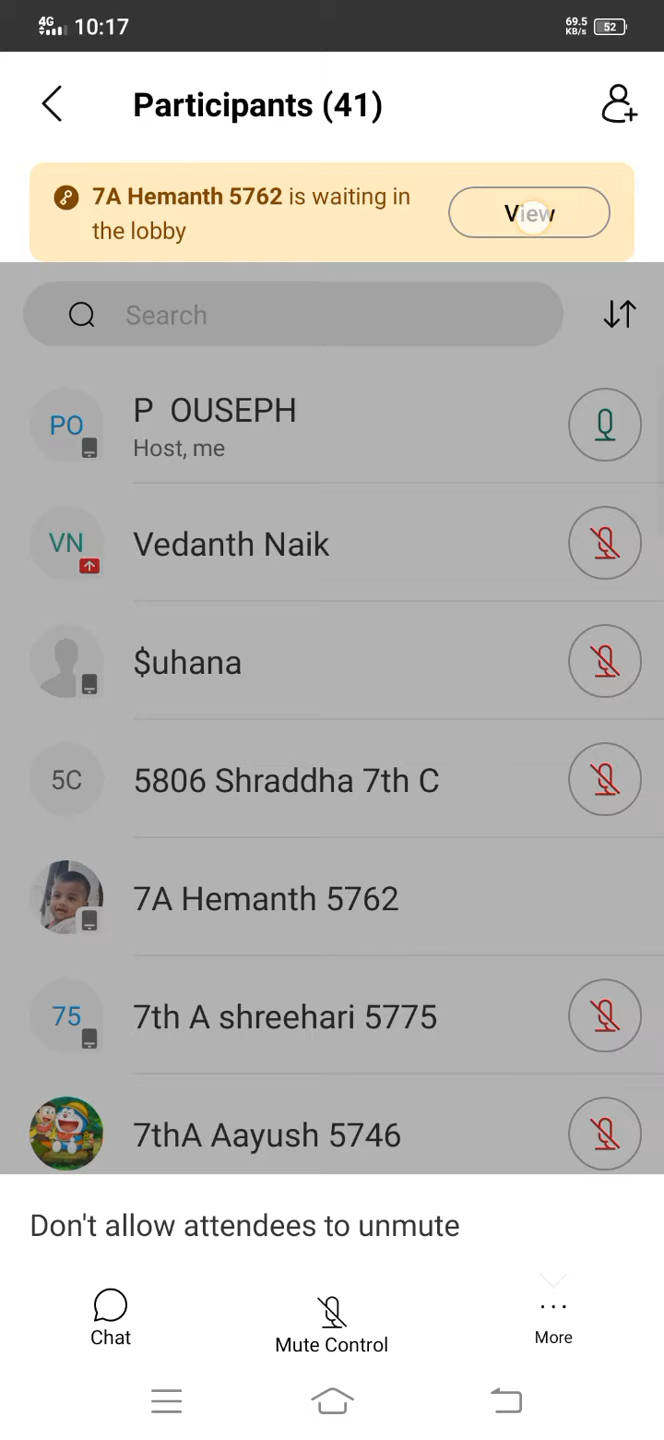 4G 10:17 69.5 KB/s 52
Participants (41)
7A Hemanth 5762 is waiting in
the lobby
View
Search
PO P OUSEPH
Host, me
VN Vedanth Naik
$uhana
5C 5806 Shraddha 7th C
7A Hemanth 5762
75 7th A shreehari 5775
7thA Aayush 5746
Don't allow attendees to unmute
Chat Mute Control More